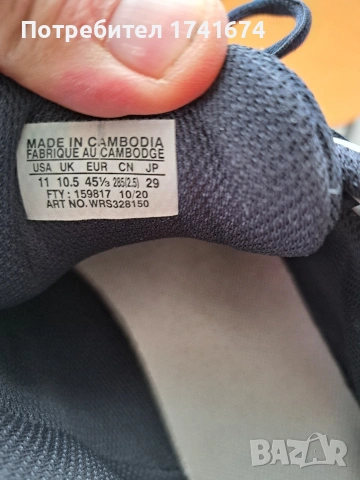 Потребител 1741674
MADE IN CAMBODIA
FABRIQUE AU CAMBODGE
USA UK EUR CN JP
11 10.5 45⅓ 285(2.5) 29
FTY : 159817 10/20
ART NO. WRS328150
BAZAR